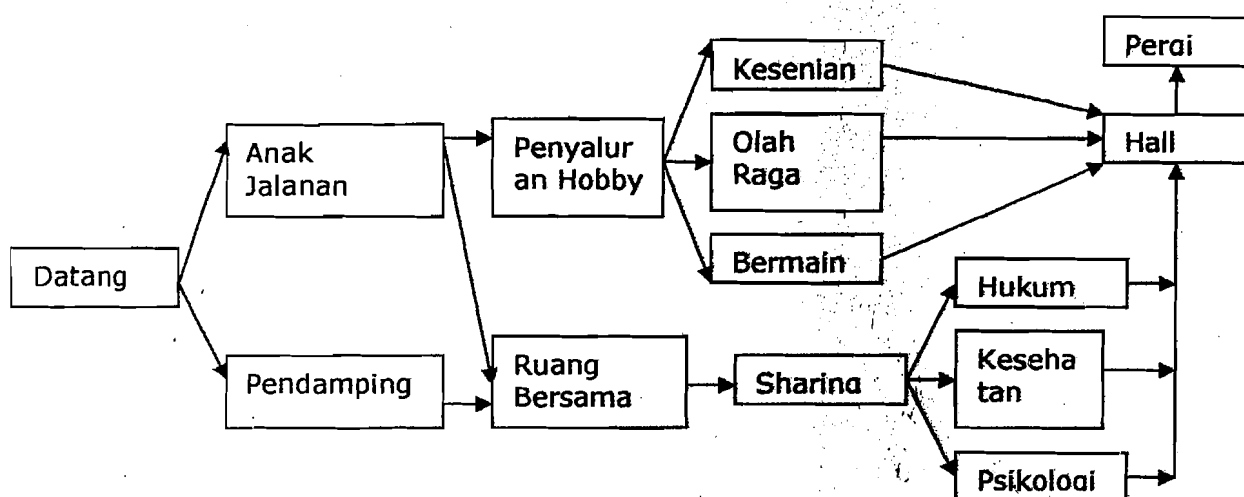 Datang
Anak
Jalanan
Pendamping
Penyalur
an Hobby
Ruang
Bersama
Kesenian
Olah
Raga
Bermain
Sharing
Hukum
Keseha
tan
Psikologi
Hall
Pergi